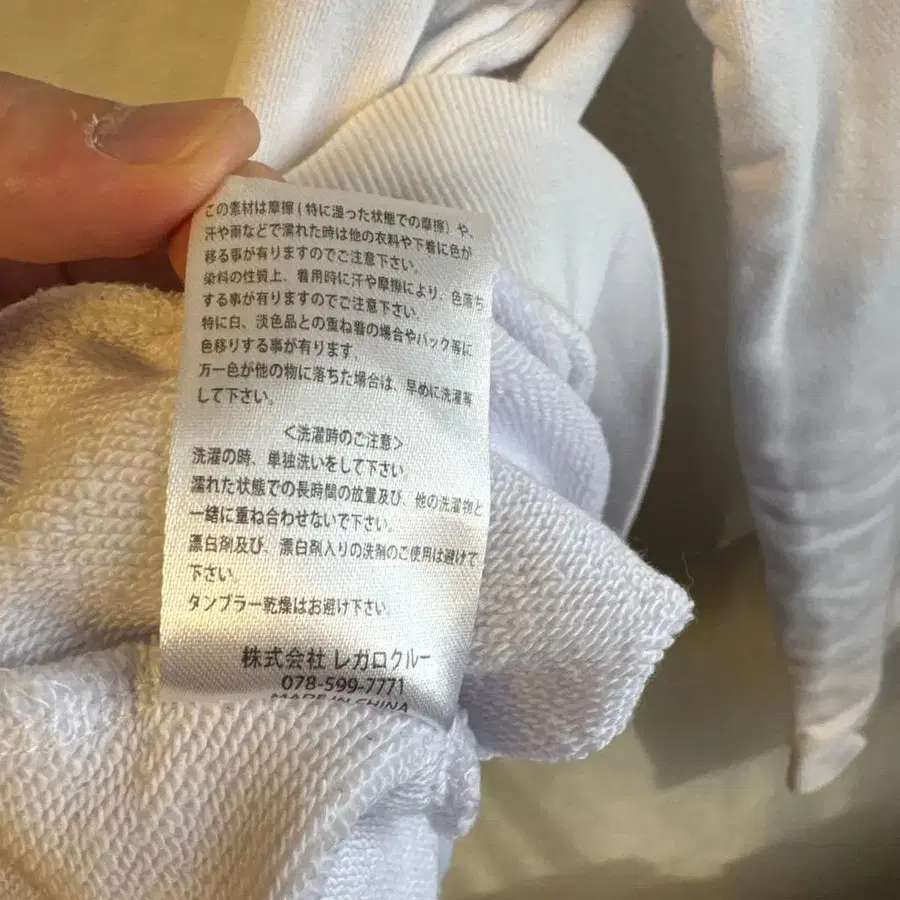 この素材は摩擦(特に湿った状態での摩擦)や、
汗や雨などで濡れた時は他の衣料や下着に色が
移る事が有りますのでご注意下さい。
染料の性質上、着用時に汗や摩擦により、色落ち
する事が有りますのでご注意下さい。
特に白、淡色品との重ね着の場合やバック等に
色移りする事が有ります。
万一色が他の物に落ちた場合は、早めに洗濯等
して下さい。
<洗濯時のご注意>
洗濯の時、単独洗いをして下さい。
濡れた状態での長時間の放置及び、他の洗濯物と
一緒に重ね合わせないで下さい。
漂白剤及び、漂白剤入りの洗剤のご使用は避けて
下さい。
タンブラー乾燥はお避け下さい。
株式会社 レガロクルー
078-599-7771
MADE IN CHINA